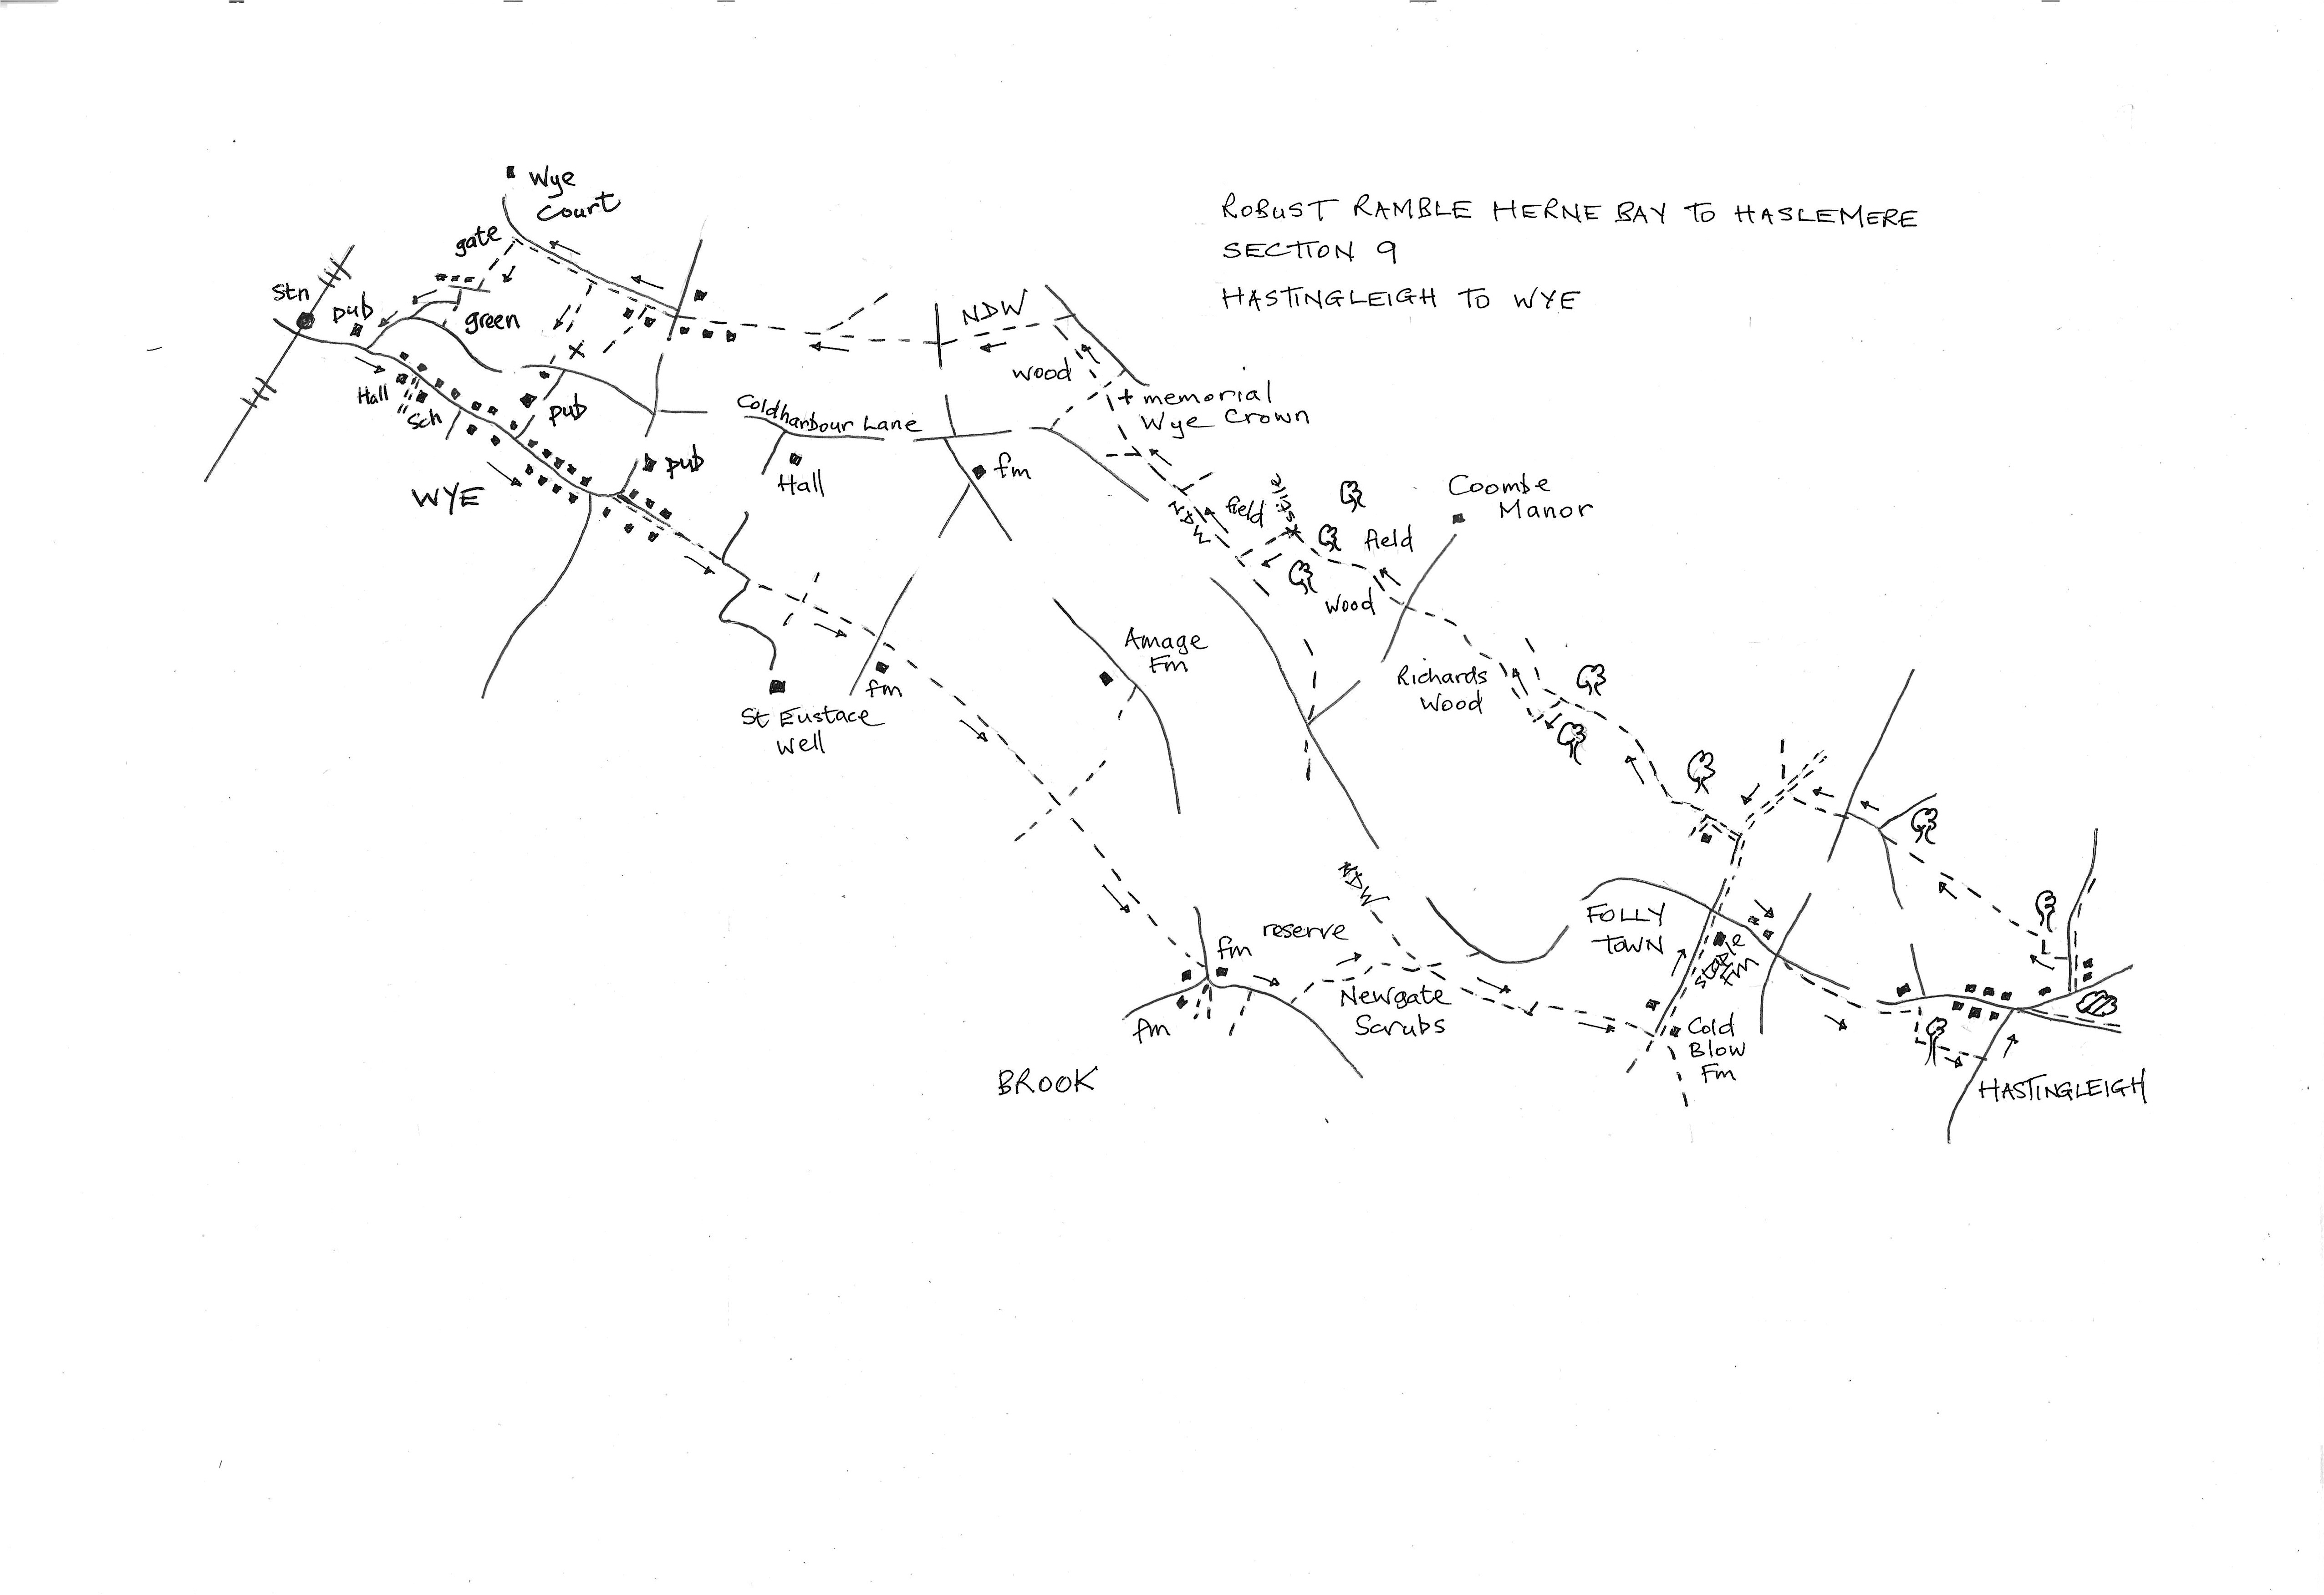 ROBUST RAMBLE HERNE BAY TO HASLEMERE
SECTION 9
HASTINGLEIGH TO WYE
Wye
Court
gate
Stn
pub
green
Hall
Sch
pub
pub
WYE
Coldharbour Lane
Hall
fm
NDW
wood
memorial
Wye Crown
NDW
field
stile
field
wood
Coombe
Manor
Richards
Wood
St Eustace
Well
fm
Amage
Fm
NDW
reserve
fm
fm
Newgate
Scrubs
BROOK
FOLLY
TOWN
Staple
Fm
Cold
Blow
Fm
HASTINGLEIGH